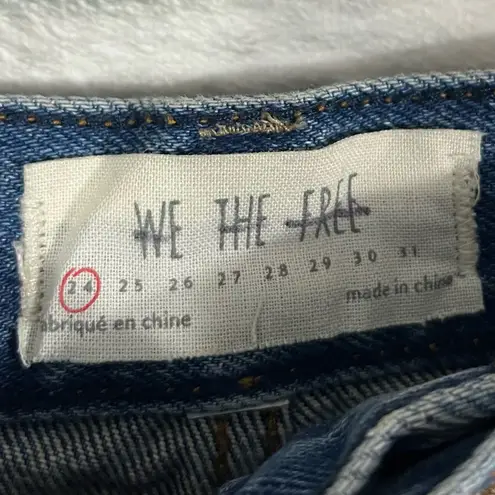 WE THE FREE
24 25 26 27 28 29 30 31
fabriqué en chine
made in china